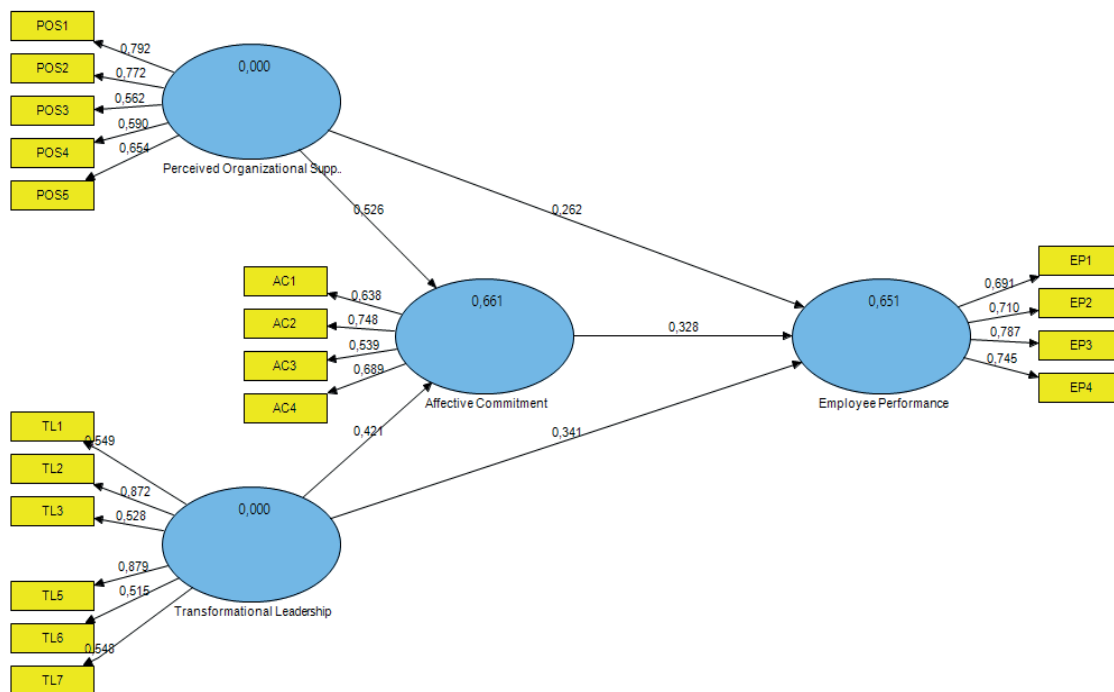 POS1
0,792
POS2
0,772
POS3
0,562
POS4
0,590
POS5
0,654
0,000
Perceived Organizational Supp..
0,526
0,262
AC1
0,638
AC2
0,748
AC3
0,539
AC4
0,689
0,661
Affective Commitment
0,328
0,651
Employee Performance
EP1
0,691
EP2
0,710
EP3
0,787
EP4
0,745
0,421
0,341
TL1
0,549
TL2
0,872
TL3
0,528
TL5
0,879
TL6
0,515
TL7
0,548
0,000
Transformational Leadership